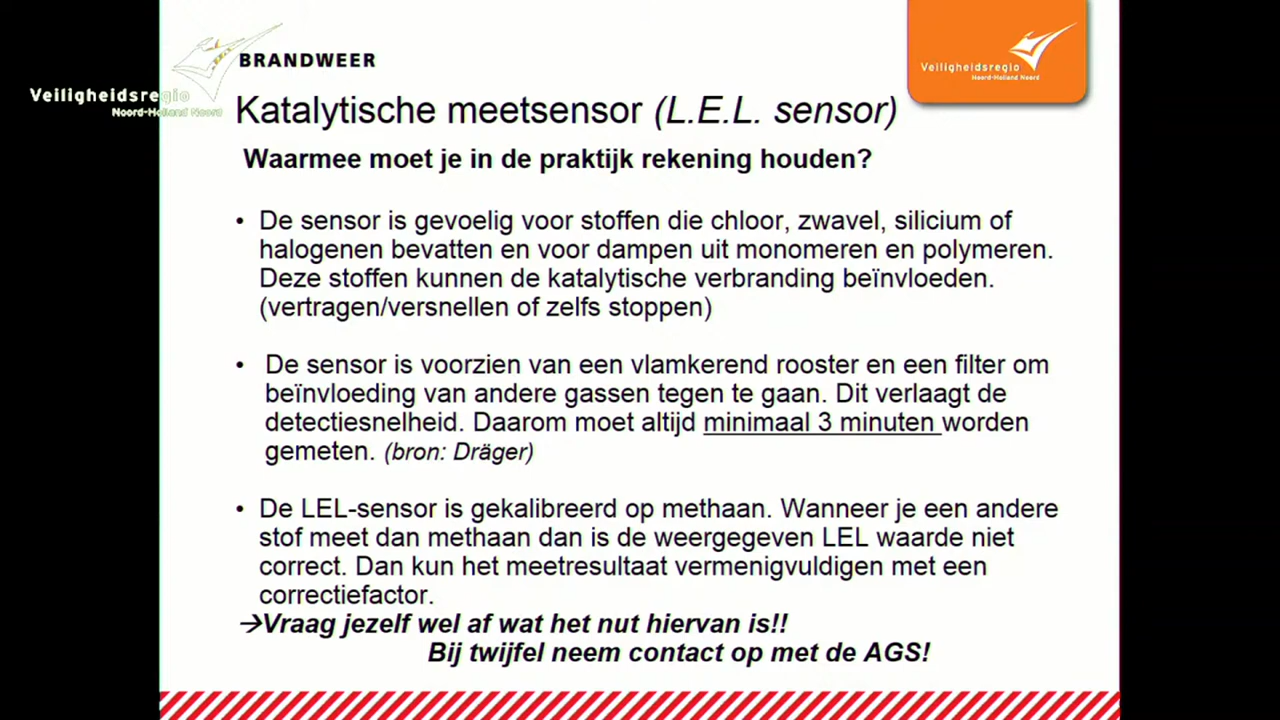 BRANDWEER
Veiligheidsregio
Noord-Holland Noord
Veiligheidsregio
Noord-Holland Noord
Katalytische meetsensor (L.E.L. sensor)
Waarmee moet je in de praktijk rekening houden?
• De sensor is gevoelig voor stoffen die chloor, zwavel, silicium of
halogenen bevatten en voor dampen uit monomeren en polymeren.
Deze stoffen kunnen de katalytische verbranding beïnvloeden.
(vertragen/versnellen of zelfs stoppen)
• De sensor is voorzien van een vlamkerend rooster en een filter om
beïnvloeding van andere gassen tegen te gaan. Dit verlaagt de
detectiesnelheid. Daarom moet altijd minimaal 3 minuten worden
gemeten. (bron: Dräger)
• De LEL-sensor is gekalibreerd op methaan. Wanneer je een andere
stof meet dan methaan dan is de weergegeven LEL waarde niet
correct. Dan kun het meetresultaat vermenigvuldigen met een
correctiefactor.
→Vraag jezelf wel af wat het nut hiervan is!!
Bij twijfel neem contact op met de AGS!